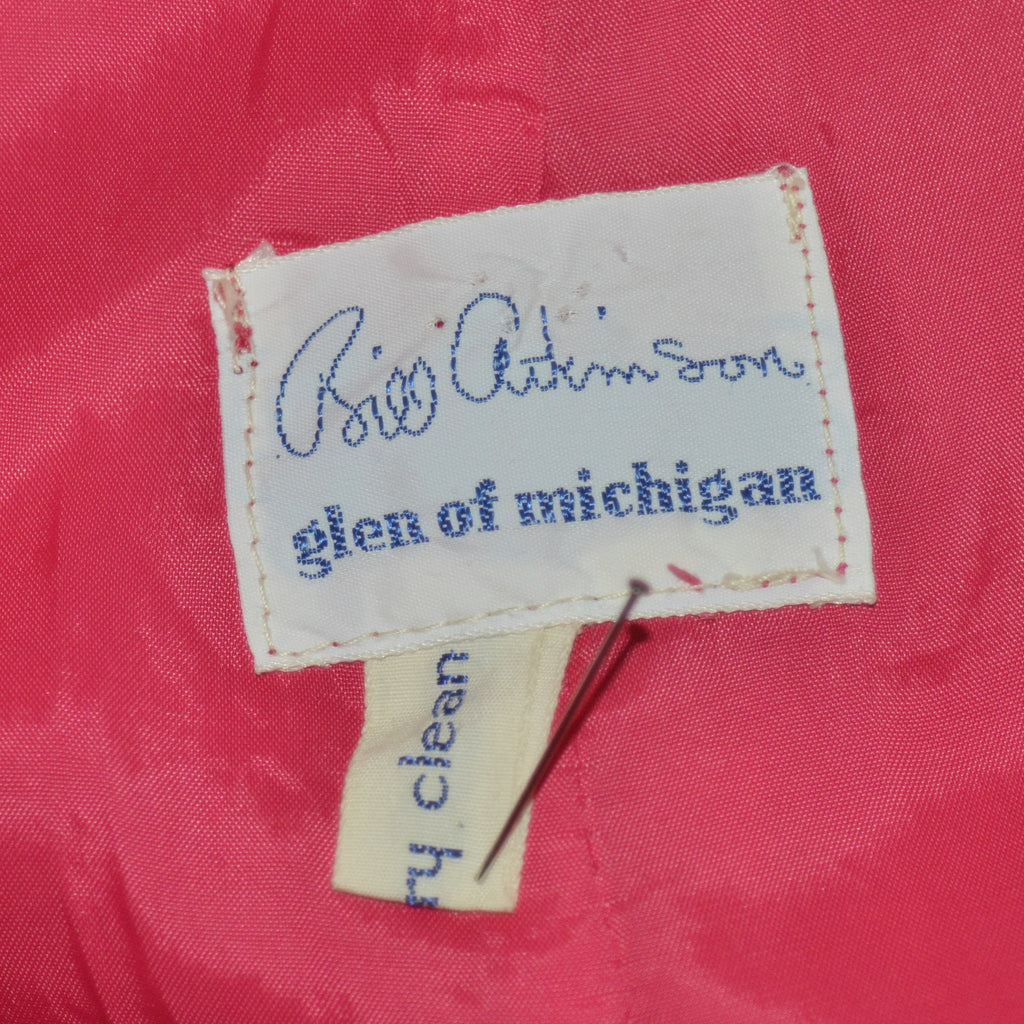 Bill Atkinson
glen of michigan
ry clean